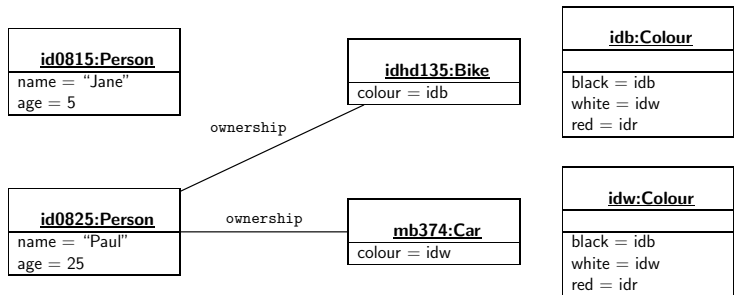 id0815:Person
name = “Jane”
age = 5
idhd135:Bike
colour = idb
idb:Colour
black = idb
white = idw
red = idr
ownership
id0825:Person
name = “Paul”
age = 25
ownership
mb374:Car
colour = idw
idw:Colour
black = idb
white = idw
red = idr